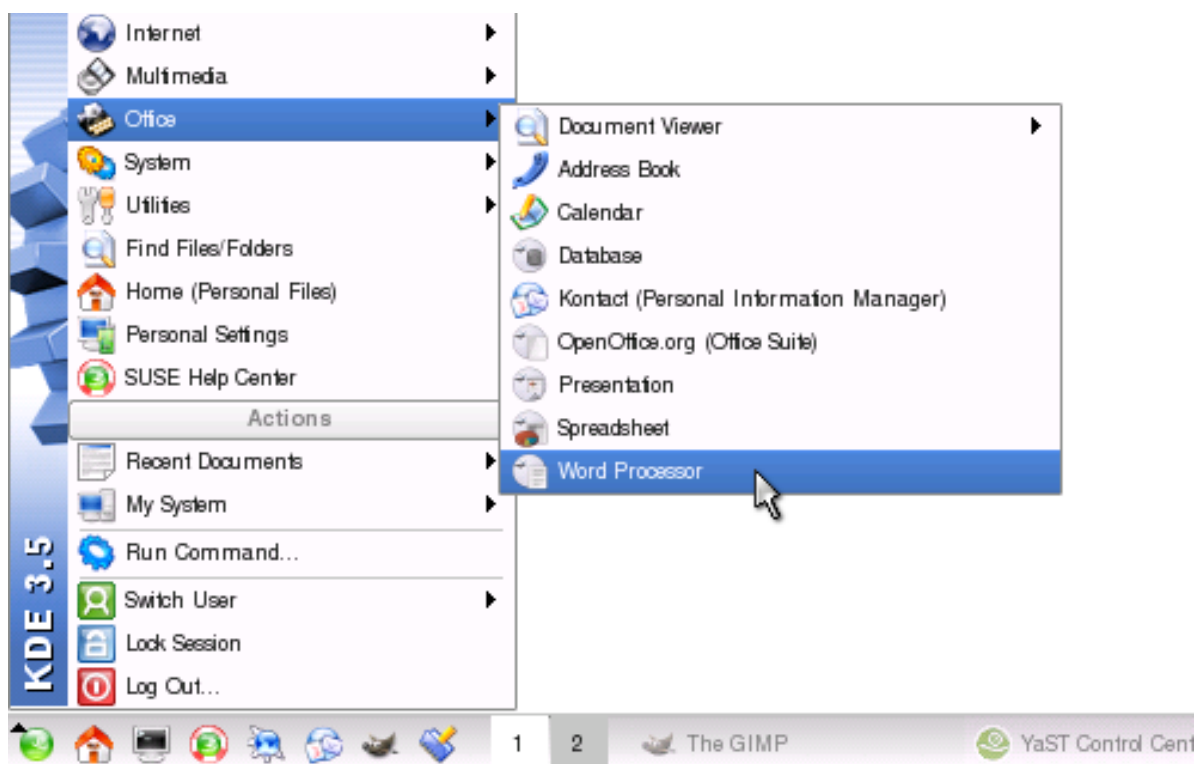 Internet
Multimedia
Office
System
Utilities
Find Files/Folders
Home (Personal Files)
Personal Settings
SUSE Help Center
Actions
Recent Documents
My System
Run Command...
Switch User
Lock Session
Log Out...
KDE 3.5
Document Viewer
Address Book
Calendar
Database
Kontact (Personal Information Manager)
OpenOffice.org (Office Suite)
Presentation
Spreadsheet
Word Processor
1 2 The GIMP YaST Control Cent